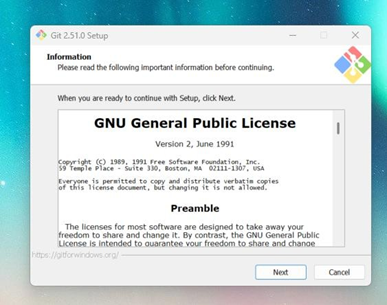 Git 2.51.0 Setup
Information
Please read the following important information before continuing.
When you are ready to continue with Setup, click Next.
GNU General Public License
Version 2, June 1991
Copyright (C) 1989, 1991 Free Software Foundation, Inc.
59 Temple Place - Suite 330, Boston, MA  02111-1307, USA
Everyone is permitted to copy and distribute verbatim copies
of this license document, but changing it is not allowed.
Preamble
The licenses for most software are designed to take away your
freedom to share and change it. By contrast, the GNU General Public
License is intended to guarantee your freedom to share and change
https://gitforwindows.org/
Next
Cancel